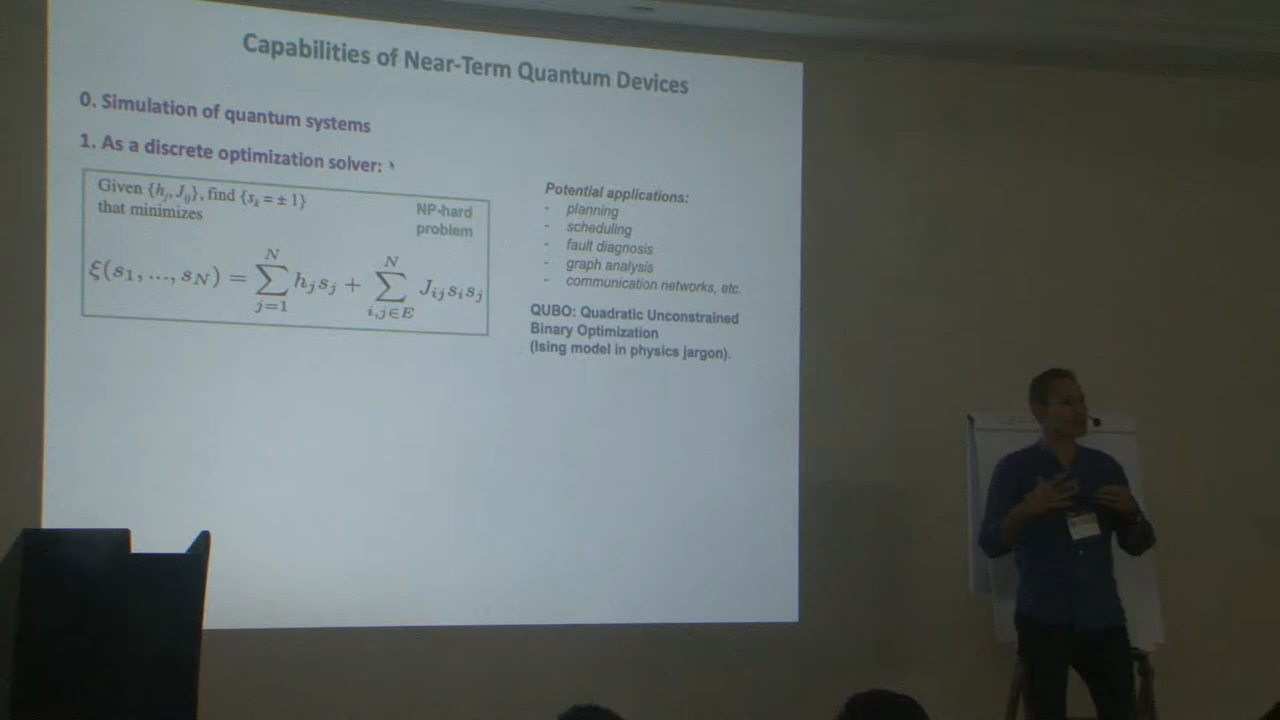 Capabilities of Near-Term Quantum Devices
0. Simulation of quantum systems
1. As a discrete optimization solver:
Given {h_j, J_ij}, find {s_k = ± 1}
that minimizes
NP-hard
problem
ξ(s_1, ..., s_N) = ∑_{j=1}^{N} h_j s_j + ∑_{i,j∈E}^{N} J_ij s_i s_j
Potential applications:
- planning
- scheduling
- fault diagnosis
- graph analysis
- communication networks, etc.
QUBO: Quadratic Unconstrained
Binary Optimization
(Ising model in physics jargon).